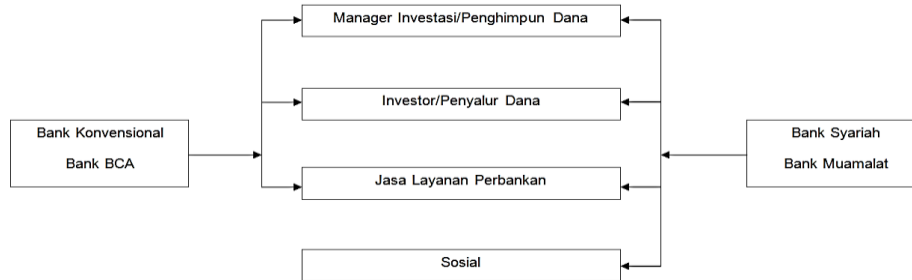 Manager Investasi/Penghimpun Dana
Investor/Penyalur Dana
Bank Konvensional
Bank BCA
Bank Syariah
Bank Muamalat
Jasa Layanan Perbankan
Sosial